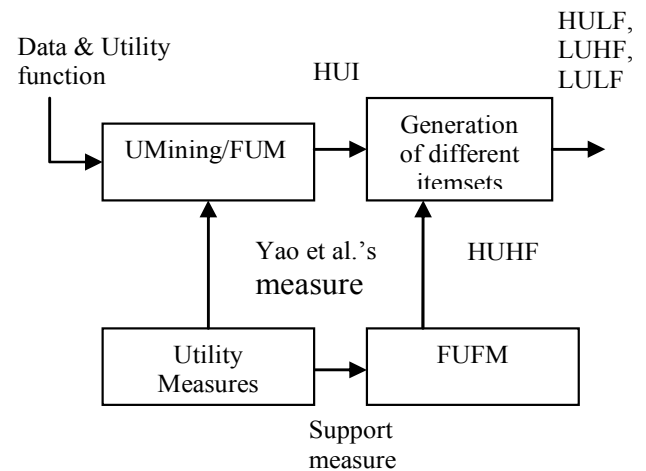 HULF,
LUHF,
LULF
Data & Utility
function
HUI
UMining/FUM
Generation
of different
itemsets
Yao et al.’s
measure
HUHF
Utility
Measures
FUFM
Support
measure